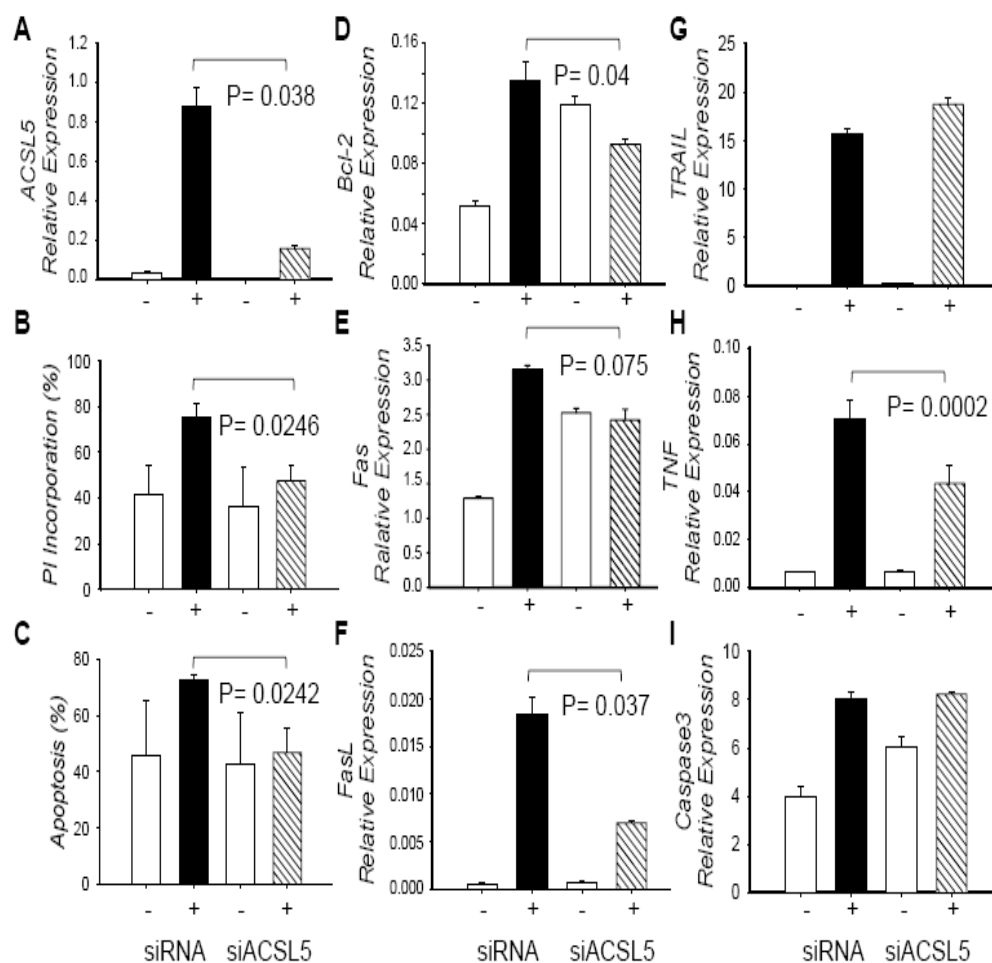 A
ACSL5
Relative Expression
1.2
1.0
0.8
0.6
0.4
0.2
0.0
P= 0.038
- + - +
B
PI Incorporation (%)
100
80
60
40
20
0
P= 0.0246
- + - +
C
Apoptosis (%)
80
60
40
20
0
P= 0.0242
- + - +
siRNA siACSL5
D
Bcl-2
Relative Expression
0.16
0.12
0.08
0.04
0.00
P= 0.04
- + - +
E
Fas
Ralative Expression
3.5
3.0
2.5
2.0
1.5
1.0
0.5
0.0
P= 0.075
- + - +
F
FasL
Relative Expression
0.025
0.020
0.015
0.010
0.005
0.000
P= 0.037
- + - +
siRNA siACSL5
G
TRAIL
Relative Expression
25
20
15
10
5
0
- + - +
H
TNF
Relative Expression
0.10
0.08
0.06
0.04
0.02
0.00
P= 0.0002
- + - +
I
Caspase3
Relative Expression
10
8
6
4
2
0
- + - +
siRNA siACSL5